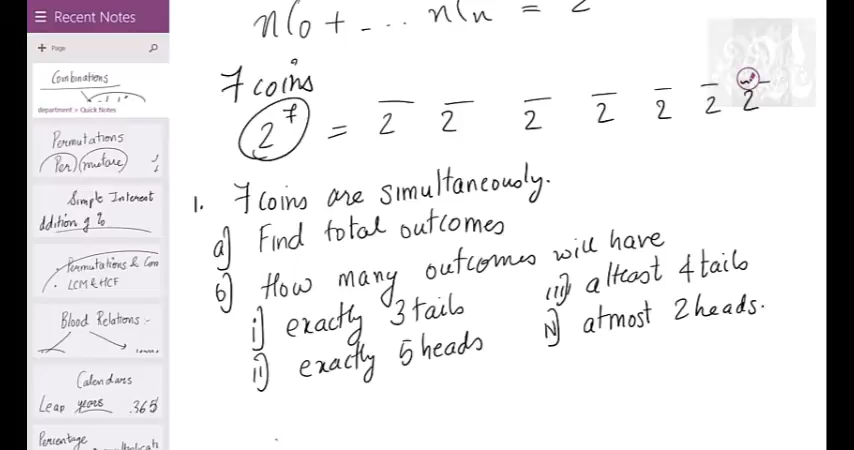 Recent Notes
+ Page
Combinations
department > Quick Notes
Permutations
(Per) (mutare)
Simple Interest
addition of %
Permutations & Com
LCM & HCF
Blood Relations :-
Calendars
Leap years 365
Percentage
nC0 + -... nCn = 2
7 coins
2^7 = 2 2 2 2 2 2 2
1. 7 coins are simultaneously.
a) Find total outcomes
b) How many outcomes will have
i) exactly 3 tails
ii) exactly 5 heads
iii) atleast 4 tails
iv) atmost 2 heads.